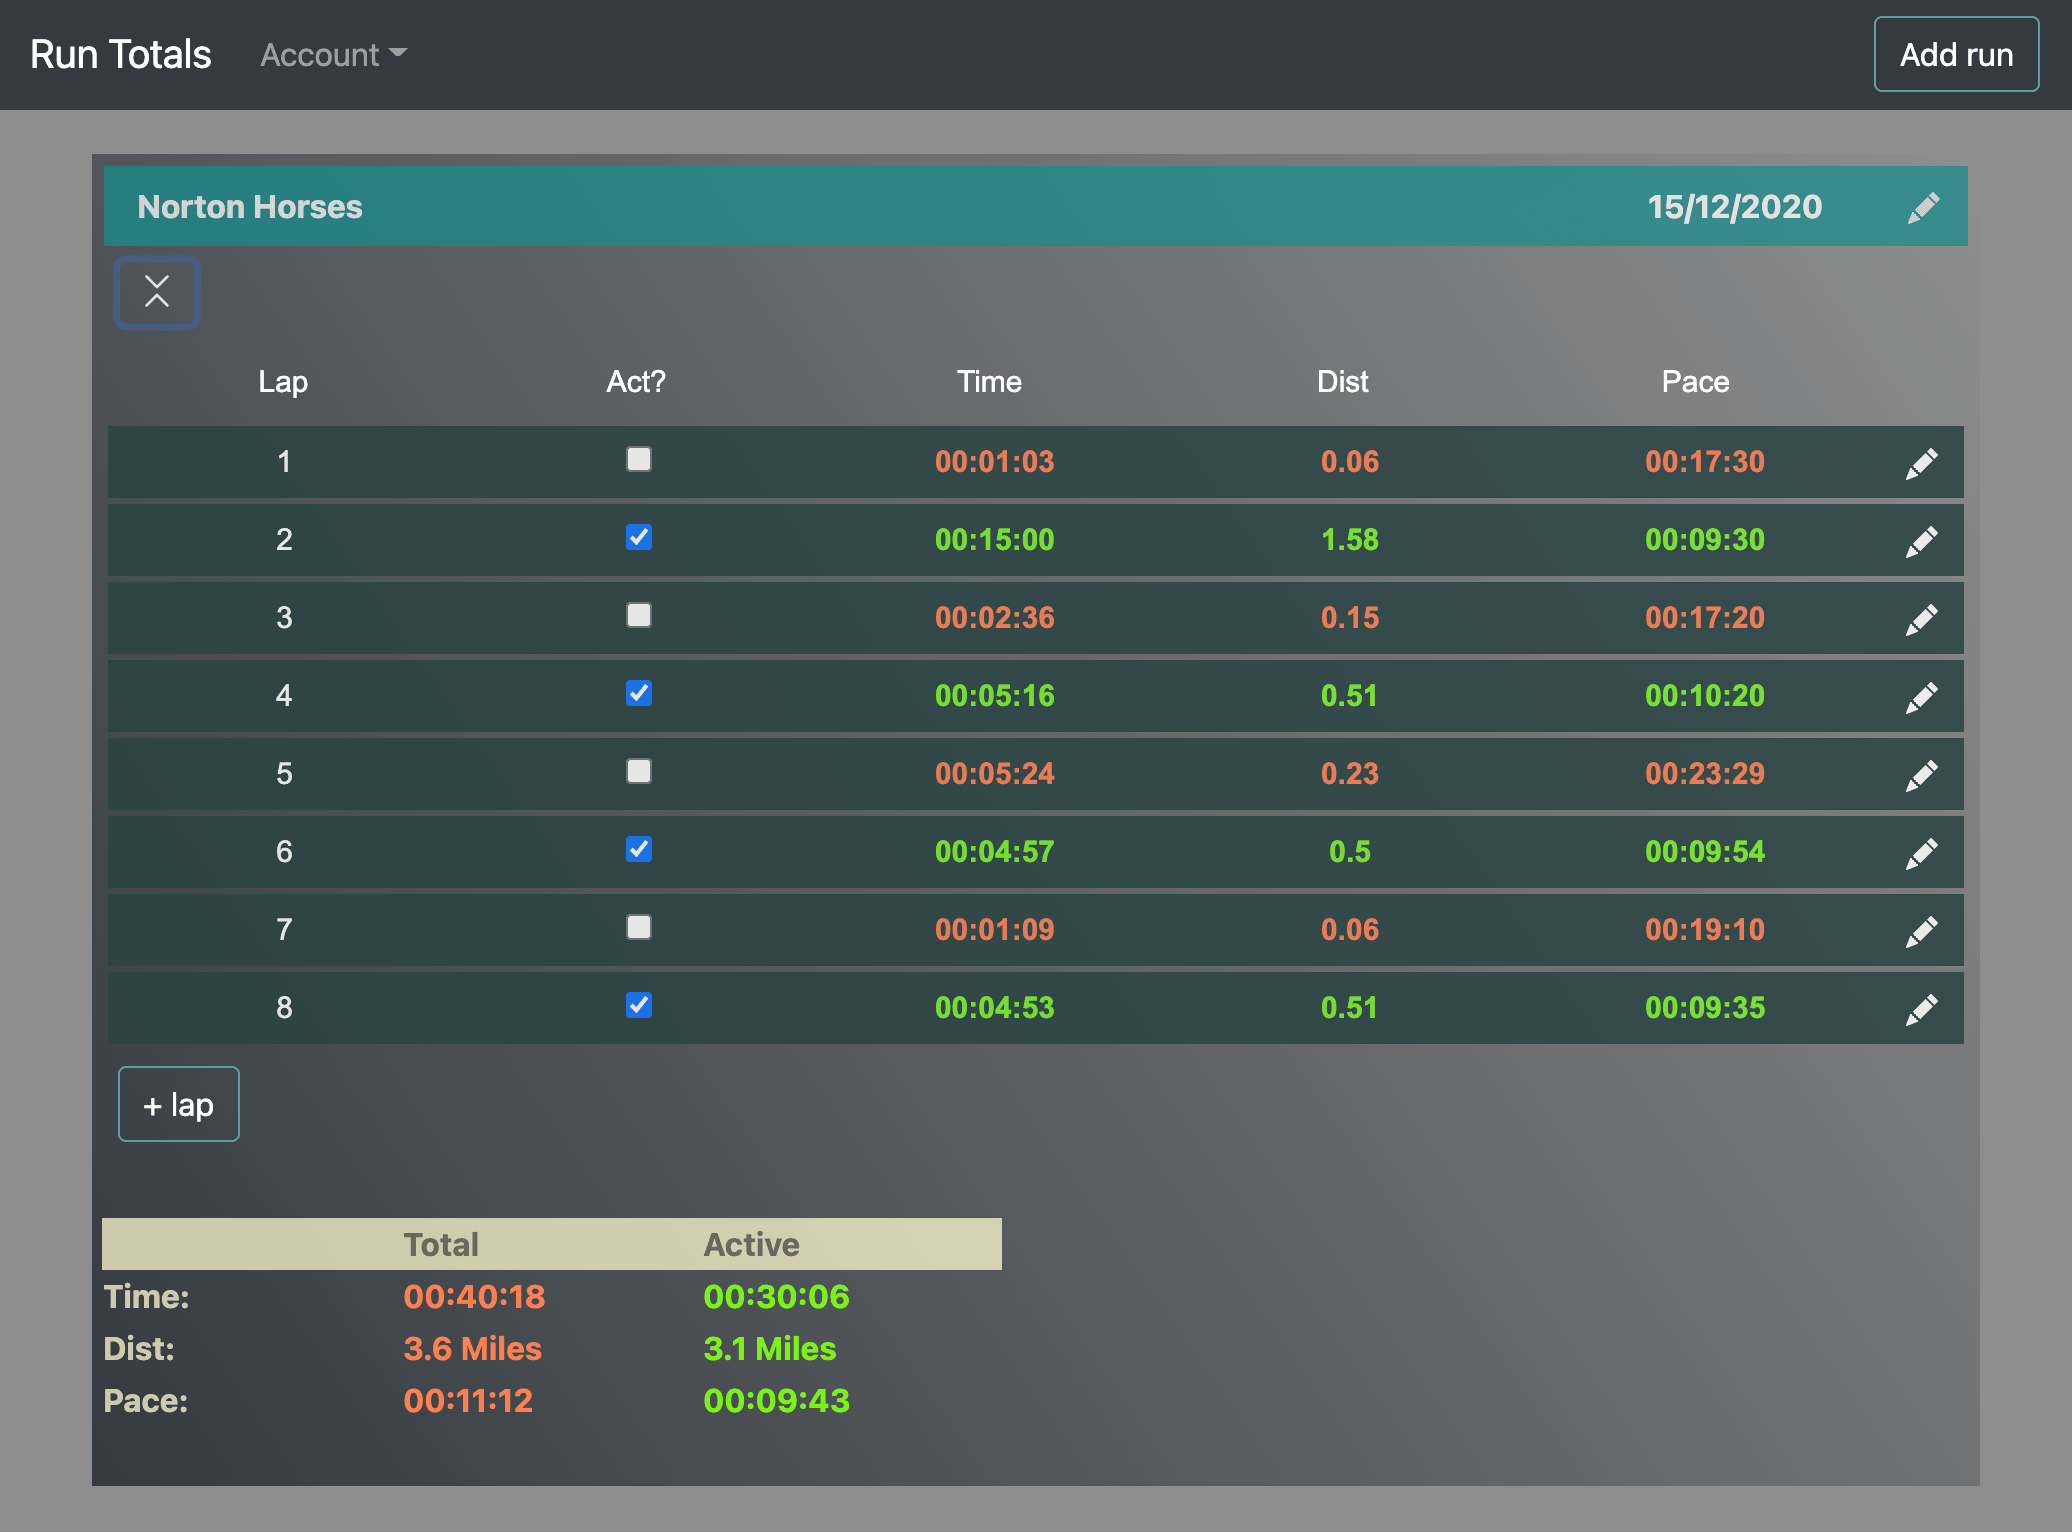 Run Totals Account Add run
Norton Horses 15/12/2020
Lap Act? Time Dist Pace
1 00:01:03 0.06 00:17:30
2 00:15:00 1.58 00:09:30
3 00:02:36 0.15 00:17:20
4 00:05:16 0.51 00:10:20
5 00:05:24 0.23 00:23:29
6 00:04:57 0.5 00:09:54
7 00:01:09 0.06 00:19:10
8 00:04:53 0.51 00:09:35
+ lap
Total Active
Time: 00:40:18 00:30:06
Dist: 3.6 Miles 3.1 Miles
Pace: 00:11:12 00:09:43